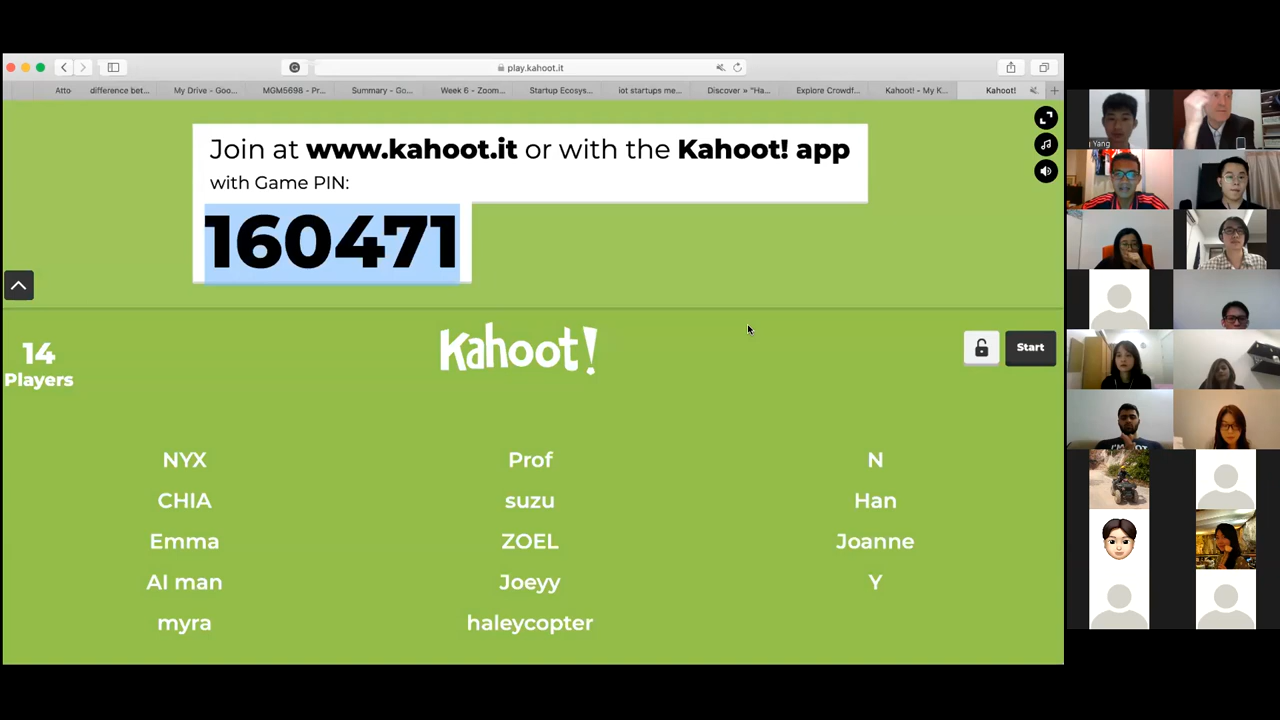 play.kahoot.it
Atto
difference bet...
My Drive - Goo...
MGM5698 - Pr...
Summary - Go...
Week 6 - Zoom...
Startup Ecosys...
iot startups me...
Discover » "Ha...
Explore Crowdf...
Kahoot! - My K...
Kahoot!
Join at www.kahoot.it or with the Kahoot! app
with Game PIN:
160471
14
Players
Kahoot!
Start
NYX
Prof
N
CHIA
suzu
Han
Emma
ZOEL
Joanne
AI man
Joeyy
Y
myra
haleycopter
Yang